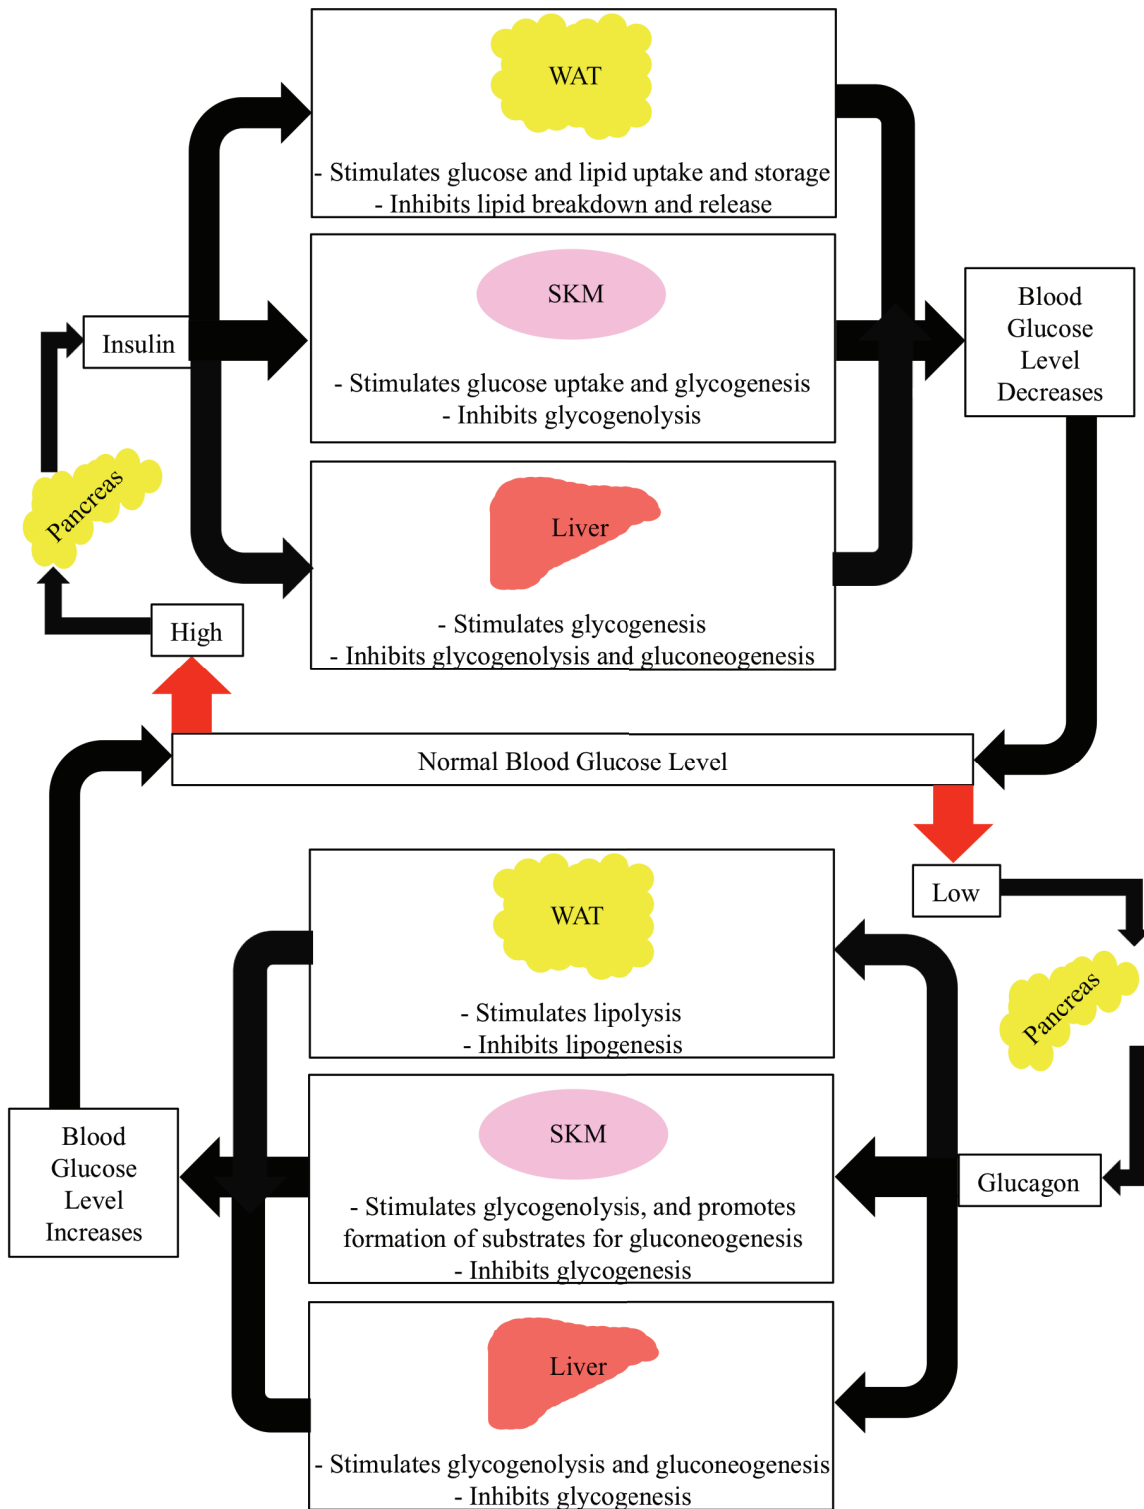 WAT
- Stimulates glucose and lipid uptake and storage
- Inhibits lipid breakdown and release
SKM
- Stimulates glucose uptake and glycogenesis
- Inhibits glycogenolysis
Blood
Glucose
Level
Decreases
Insulin
Pancreas
Liver
- Stimulates glycogenesis
- Inhibits glycogenolysis and gluconeogenesis
High
Normal Blood Glucose Level
Low
WAT
- Stimulates lipolysis
- Inhibits lipogenesis
Pancreas
SKM
- Stimulates glycogenolysis, and promotes
formation of substrates for gluconeogenesis
- Inhibits glycogenesis
Glucagon
Blood
Glucose
Level
Increases
Liver
- Stimulates glycogenolysis and gluconeogenesis
- Inhibits glycogenesis